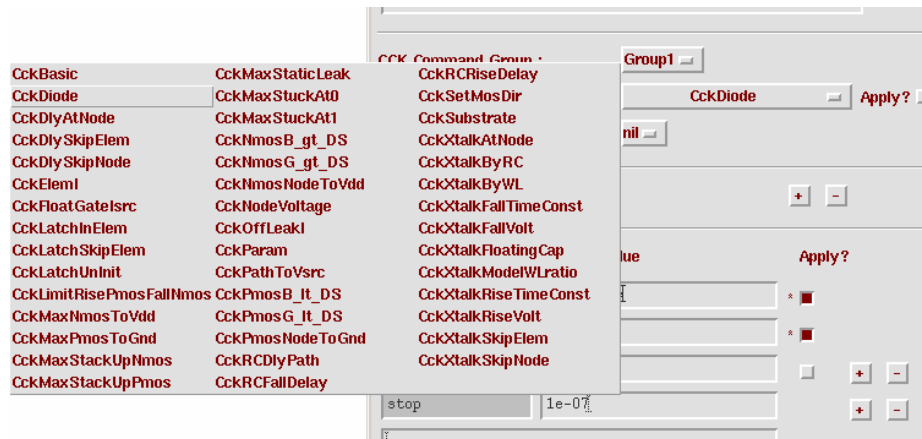 CCK Command Group :
Group1
CckBasic CckMaxStaticLeak CckRCRiseDelay
CckDiode CckMaxStuckAt0 CckSetMosDir
CckDiode Apply?
CckDlyAtNode CckMaxStuckAt1 CckSubstrate
CckDlySkipElem CckNmosB_gt_DS CckXtalkAtNode
nil
CckDlySkipNode CckNmosG_gt_DS CckXtalkByRC
CckElemI CckNmosNodeToVdd CckXtalkByWL
+ -
CckFloatGateIsrc CckNodeVoltage CckXtalkFallTimeConst
CckLatchInElem CckOffLeakI CckXtalkFallVolt
CckLatchSkipElem CckParam CckXtalkFloatingCap
lue Apply?
CckLatchUnInit CckPathToVsrc CckXtalkModelWLratio
CckLimitRisePmosFallNmos CckPmosB_lt_DS CckXtalkRiseTimeConst
*
CckMaxNmosToVdd CckPmosG_lt_DS CckXtalkRiseVolt
CckMaxPmosToGnd CckPmosNodeToGnd CckXtalkSkipElem
*
CckMaxStackUpNmos CckRCDlyPath CckXtalkSkipNode
CckMaxStackUpPmos CckRCFallDelay
+ -
stop 1e-07
+ -